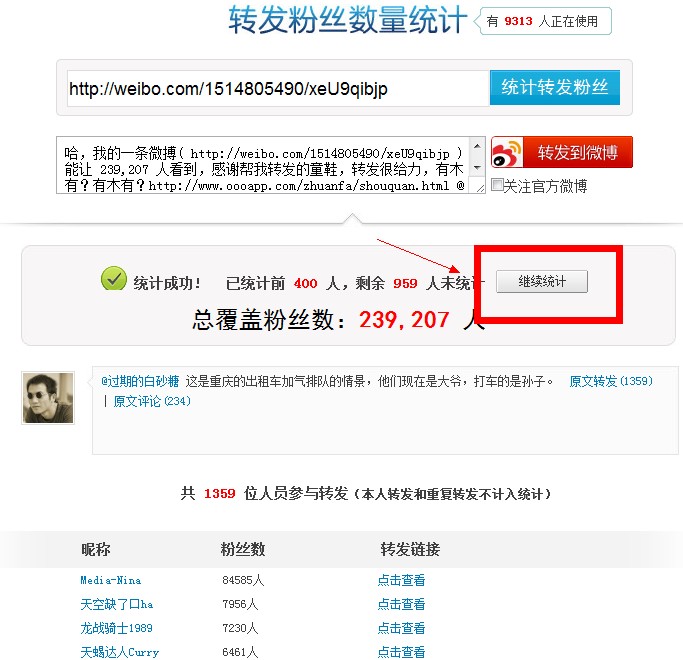 转发粉丝数量统计
有 9313 人正在使用
http://weibo.com/1514805490/xeU9qibjp
统计转发粉丝
哈，我的一条微博( http://weibo.com/1514805490/xeU9qibjp )
能让 239,207 人看到，感谢帮我转发的童鞋，转发很给力，有木
有？有木有？http://www.oooapp.com/zhuanfa/shouquan.html @
转发到微博
关注官方微博
统计成功！ 已统计前 400 人，剩余 959 人未统计
继续统计
总覆盖粉丝数：239,207 人
@过期的白砂糖 这是重庆的出租车加气排队的情景，他们现在是大爷，打车的是孙子。 原文转发(1359)
| 原文评论(234)
共 1359 位人员参与转发(本人转发和重复转发不计入统计)
昵称 粉丝数 转发链接
Media-Nina 84585人 点击查看
天空缺了口ha 7956人 点击查看
龙战骑士1989 7230人 点击查看
天蝎达人Curry 6461人 点击查看